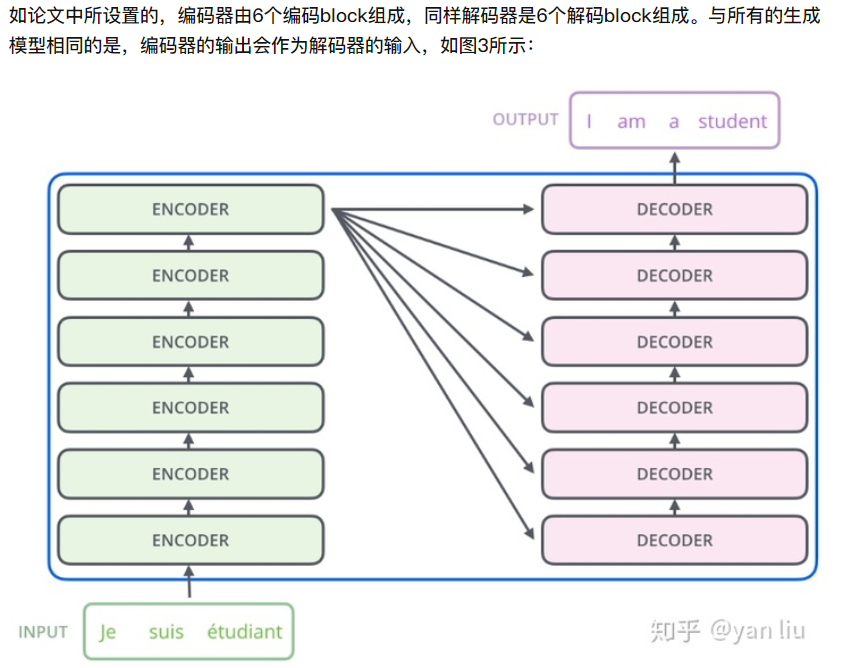 如论文中所设置的，编码器由6个编码block组成，同样解码器是6个解码block组成。与所有的生成
模型相同的是，编码器的输出会作为解码器的输入，如图3所示：
OUTPUT I am a student
ENCODER DECODER
ENCODER DECODER
ENCODER DECODER
ENCODER DECODER
ENCODER DECODER
ENCODER DECODER
INPUT Je suis étudiant
知乎 @yan liu